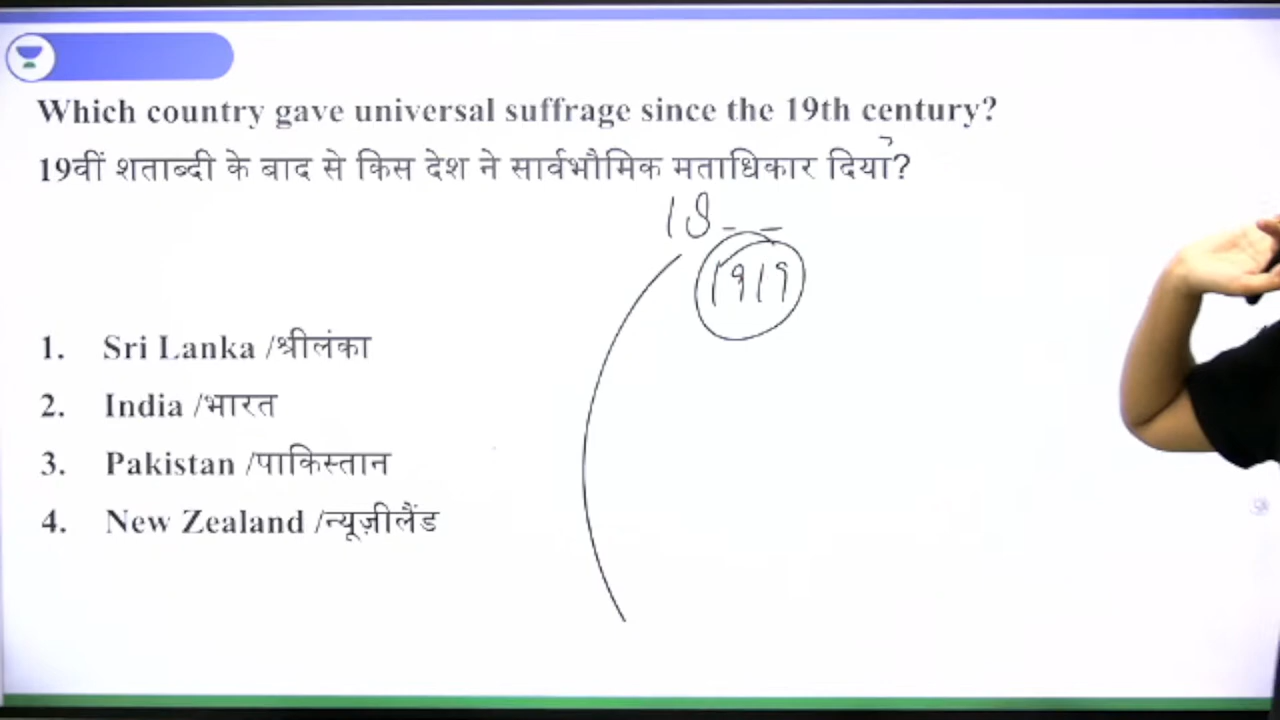 Which country gave universal suffrage since the 19th century?
19वीं शताब्दी के बाद से किस देश ने सार्वभौमिक मताधिकार दिया?
18 _ _
1919
1. Sri Lanka /श्रीलंका
2. India /भारत
3. Pakistan /पाकिस्तान
4. New Zealand /न्यूज़ीलैंड